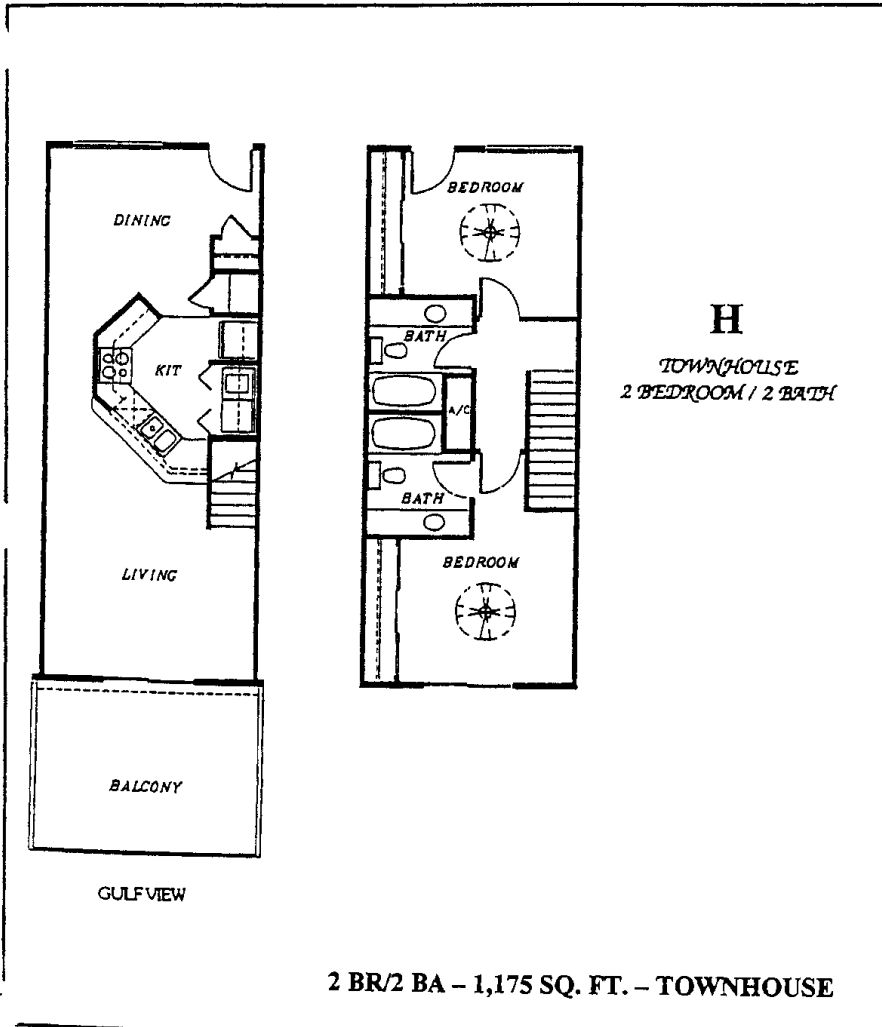 DINING
KIT
LIVING
BALCONY
GULF VIEW
BEDROOM
BATH
A/C
BATH
BEDROOM
H
TOWNHOUSE
2 BEDROOM / 2 BATH
2 BR/2 BA – 1,175 SQ. FT. – TOWNHOUSE